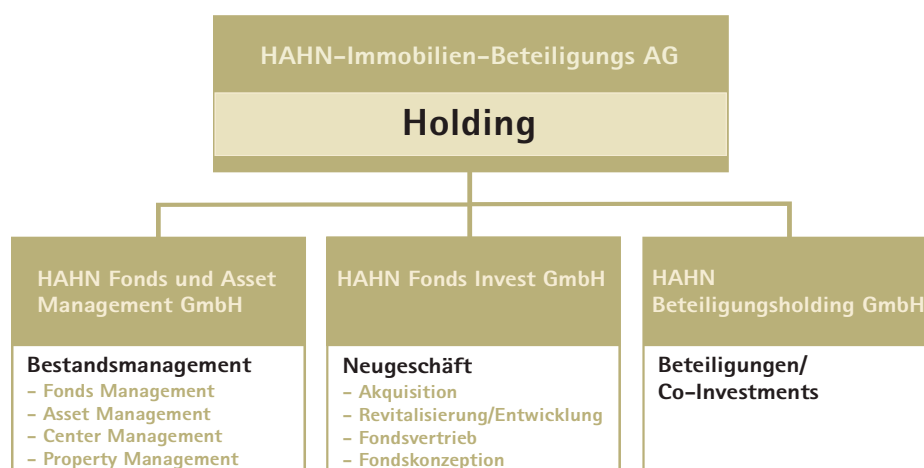 HAHN-Immobilien-Beteiligungs AG
Holding
HAHN Fonds und Asset
Management GmbH
Bestandsmanagement
- Fonds Management
- Asset Management
- Center Management
- Property Management
HAHN Fonds Invest GmbH
Neugeschäft
- Akquisition
- Revitalisierung/Entwicklung
- Fondsvertrieb
- Fondskonzeption
HAHN
Beteiligungsholding GmbH
Beteiligungen/
Co-Investments